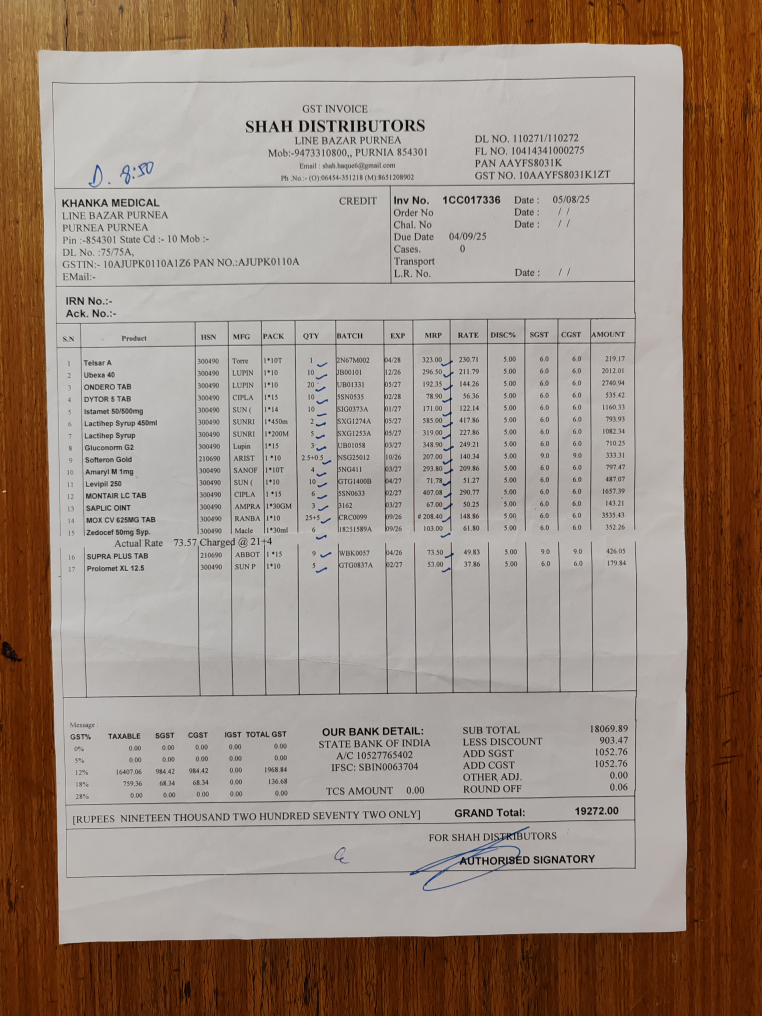 GST INVOICE
SHAH DISTRIBUTORS
LINE BAZAR PURNEA
Mob:-9473310800,, PURNIA 854301
Email : shah.haque6@gmail.com
Ph .No:- (O):06454-351218 (M):8651208902
DL NO. 110271/110272
FL NO. 10414341000275
PAN AAYFS8031K
GST NO. 10AAYFS8031K1ZT
D. 8:50
KHANKA MEDICAL CREDIT
LINE BAZAR PURNEA
PURNEA PURNEA
Pin :-854301 State Cd :- 10 Mob :-
DL No. :75/75A,
GSTIN:- 10AJUPK0110A1Z6 PAN NO.:AJUPK0110A
EMail:-
Inv No. 1CC017336 Date : 05/08/25
Order No Date : / /
Chal. No Date : / /
Due Date 04/09/25
Cases. 0
Transport
L.R. No. Date : / /
IRN No.:-
Ack. No.:-
S.N Product HSN MFG PACK QTY BATCH EXP MRP RATE DISC% SGST CGST AMOUNT
1 Telsar A 300490 Torre 1*10T 1 2N67M002 04/28 323.00 230.71 5.00 6.0 6.0 219.17
2 Ubexa 40 300490 LUPIN 1*10 10 JB00101 12/26 296.50 211.79 5.00 6.0 6.0 2012.01
3 ONDERO TAB 300490 LUPIN 1*10 20 UB01331 05/27 192.35 144.26 5.00 6.0 6.0 2740.94
4 DYTOR 5 TAB 300490 CIPLA 1*15 10 5SN0535 02/28 78.90 56.36 5.00 6.0 6.0 535.42
5 Istamet 50/500mg 300490 SUN ( 1*14 10 SIG0373A 01/27 171.00 122.14 5.00 6.0 6.0 1160.33
6 Lactihep Syrup 450ml 300490 SUNRI 1*450m 2 SXG1274A 05/27 585.00 417.86 5.00 6.0 6.0 793.93
7 Lactihep Syrup 300490 SUNRI 1*200M 5 SXG1253A 05/27 319.00 227.86 5.00 6.0 6.0 1082.34
8 Gluconorm G2 300490 Lupin 1*15 3 UB01058 03/27 348.90 249.21 5.00 6.0 6.0 710.25
9 Softeron Gold 210690 ARIST 1 *10 2.5+0.5 NSG25012 10/26 207.00 140.34 5.00 9.0 9.0 333.31
10 Amaryl M 1mg 300490 SANOF 1*10T 4 5NG411 03/27 293.80 209.86 5.00 6.0 6.0 797.47
11 Levipil 250 300490 SUN ( 1*10 10 GTG1400B 04/27 71.78 51.27 5.00 6.0 6.0 487.07
12 MONTAIR LC TAB 300490 CIPLA 1 *15 6 5SN0633 02/27 407.08 290.77 5.00 6.0 6.0 1657.39
13 SAPLIC OINT 300490 AMPRA 1*30GM 3 3162 03/27 67.00 50.25 5.00 6.0 6.0 143.21
14 MOX CV 625MG TAB 300490 RANBA 1*10 25+5 CRC0099 09/26 # 208.40 148.86 5.00 6.0 6.0 3535.43
15 Zedocef 50mg Syp. 300490 Macle 1*30ml 6 18251589A 09/26 103.00 61.80 5.00 6.0 6.0 352.26
Actual Rate 73.57 Charged @ 21+4
16 SUPRA PLUS TAB 210690 ABBOT 1 *15 9 WBK0057 04/26 73.50 49.83 5.00 9.0 9.0 426.05
17 Prolomet XL 12.5 300490 SUN P 1*10 5 GTG0837A 02/27 53.00 37.86 5.00 6.0 6.0 179.84
Message :
GST% TAXABLE SGST CGST IGST TOTAL GST
0% 0.00 0.00 0.00 0.00 0.00
5% 0.00 0.00 0.00 0.00 0.00
12% 16407.06 984.42 984.42 0.00 1968.84
18% 759.36 68.34 68.34 0.00 136.68
28% 0.00 0.00 0.00 0.00 0.00
OUR BANK DETAIL:
STATE BANK OF INDIA
A/C 10527765402
IFSC: SBIN0063704
TCS AMOUNT 0.00
SUB TOTAL 18069.89
LESS DISCOUNT 903.47
ADD SGST 1052.76
ADD CGST 1052.76
OTHER ADJ. 0.00
ROUND OFF 0.06
[RUPEES NINETEEN THOUSAND TWO HUNDRED SEVENTY TWO ONLY] GRAND Total: 19272.00
FOR SHAH DISTRIBUTORS
AUTHORISED SIGNATORY